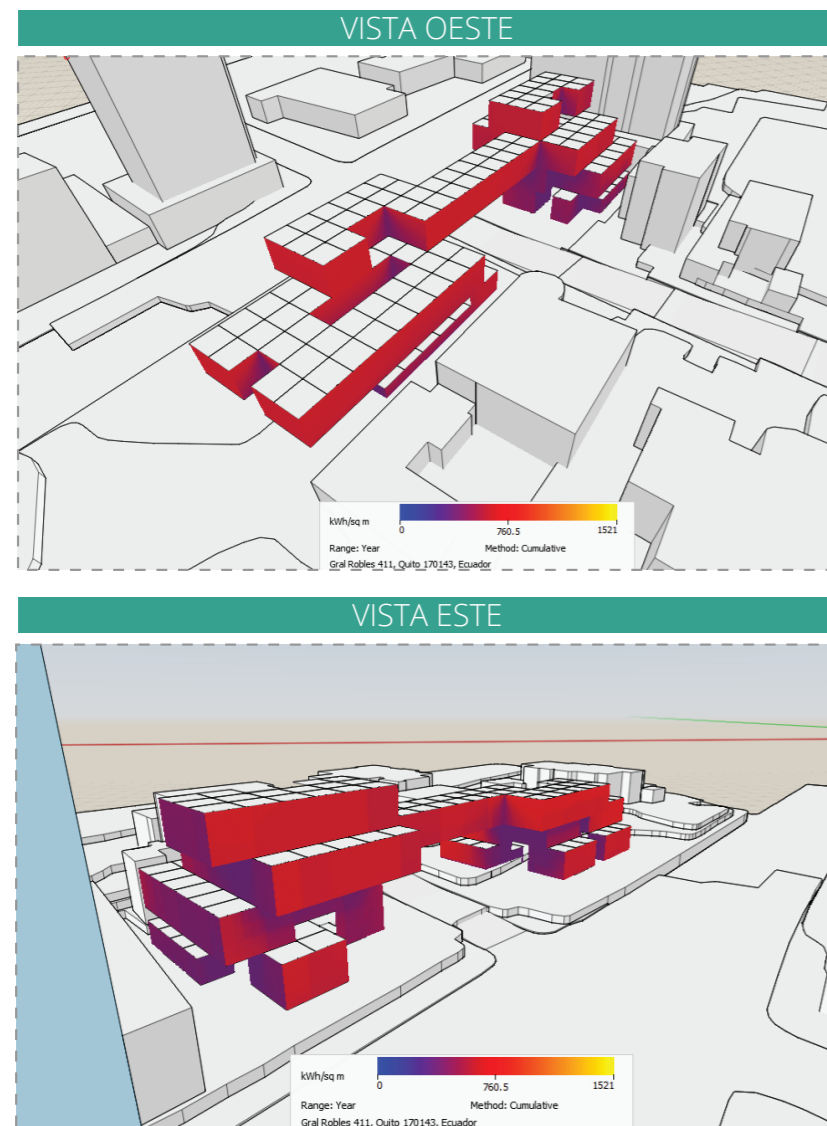 VISTA OESTE
kWh/sq m
0 760.5 1521
Range: Year Method: Cumulative
Gral Robles 411, Quito 170143, Ecuador
VISTA ESTE
kWh/sq m
0 760.5 1521
Range: Year Method: Cumulative
Gral Robles 411, Quito 170143, Ecuador